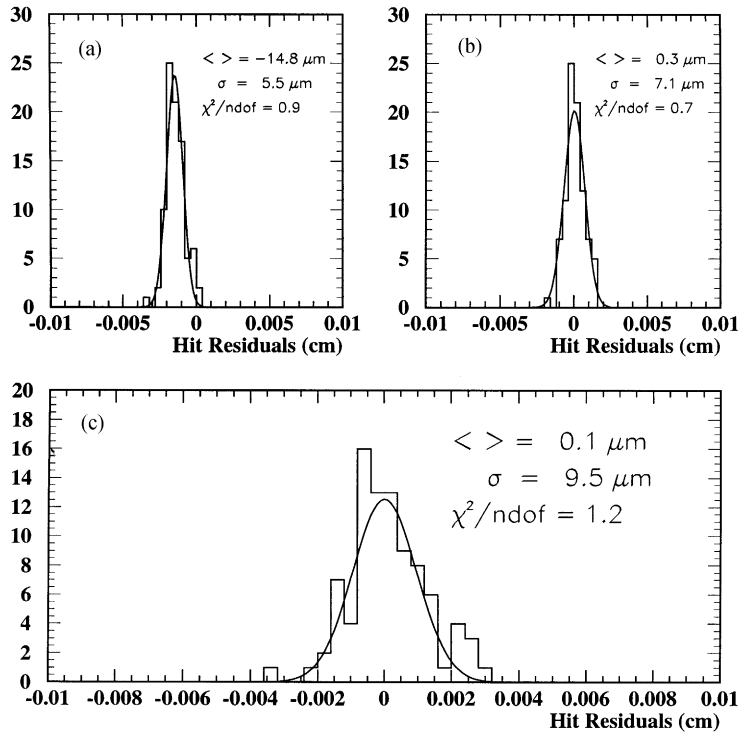 30
25
20
15
10
5
0
(a)
< > = −14.8 μm
σ = 5.5 μm
χ²/ndof = 0.9
-0.01 -0.005 0 0.005 0.01
Hit Residuals (cm)
30
25
20
15
10
5
0
(b)
< > = 0.3 μm
σ = 7.1 μm
χ²/ndof = 0.7
-0.01 -0.005 0 0.005 0.01
Hit Residuals (cm)
20
18
16
14
12
10
8
6
4
2
0
(c)
< > = 0.1 μm
σ = 9.5 μm
χ²/ndof = 1.2
-0.01 -0.008 -0.006 -0.004 -0.002 0 0.002 0.004 0.006 0.008 0.01
Hit Residuals (cm)